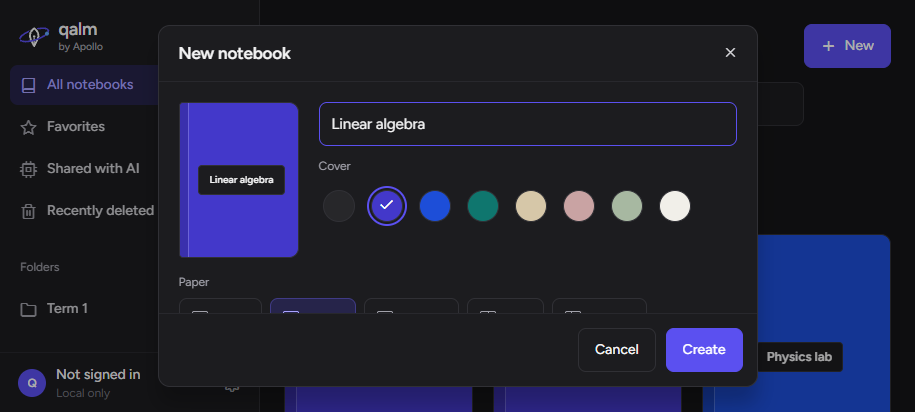 qalm
by Apollo
All notebooks
Favorites
Shared with AI
Recently deleted
Folders
Term 1
Q
Not signed in
Local only
New notebook
Linear algebra
Linear algebra
Cover
Paper
Cancel
Create
New
Physics lab